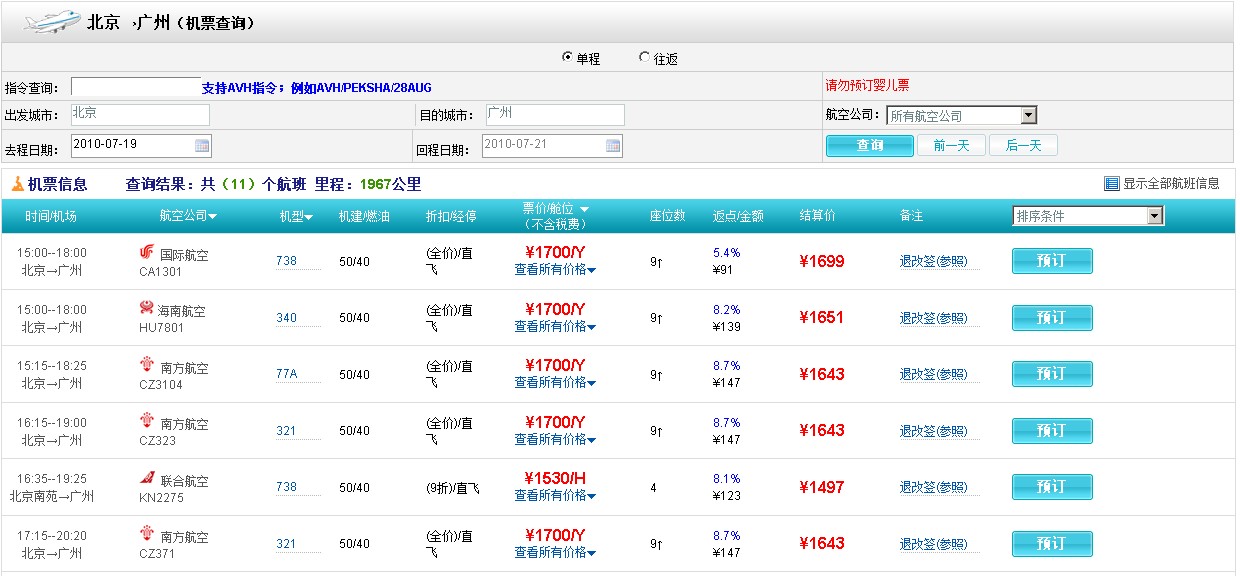 北京 →广州（机票查询）
单程 往返
指令查询： 支持AVH指令；例如AVH/PEKSHA/28AUG 请勿预订婴儿票
出发城市： 北京 目的城市： 广州 航空公司： 所有航空公司
去程日期： 2010-07-19 回程日期： 2010-07-21 查询 前一天 后一天
机票信息 查询结果：共（11）个航班 里程：1967公里 显示全部航班信息
时间/机场 航空公司 机型 机建/燃油 折扣/经停 票价/舱位 座位数 返点/金额 结算价 备注 排序条件
（不含税费）
15:00--18:00 国际航空 738 50/40 (全价)/直 ¥1700/Y 9↑ 5.4% ¥1699 退改签(参照) 预订
北京→广州 CA1301 飞 查看所有价格 ¥91
15:00--18:00 海南航空 340 50/40 (全价)/直 ¥1700/Y 9↑ 8.2% ¥1651 退改签(参照) 预订
北京→广州 HU7801 飞 查看所有价格 ¥139
15:15--18:25 南方航空 77A 50/40 (全价)/直 ¥1700/Y 9↑ 8.7% ¥1643 退改签(参照) 预订
北京→广州 CZ3104 飞 查看所有价格 ¥147
16:15--19:00 南方航空 321 50/40 (全价)/直 ¥1700/Y 9↑ 8.7% ¥1643 退改签(参照) 预订
北京→广州 CZ323 飞 查看所有价格 ¥147
16:35--19:25 联合航空 738 50/40 (9折)/直飞 ¥1530/H 4 8.1% ¥1497 退改签(参照) 预订
北京南苑→广州 KN2275 查看所有价格 ¥123
17:15--20:20 南方航空 321 50/40 (全价)/直 ¥1700/Y 9↑ 8.7% ¥1643 退改签(参照) 预订
北京→广州 CZ371 飞 查看所有价格 ¥147